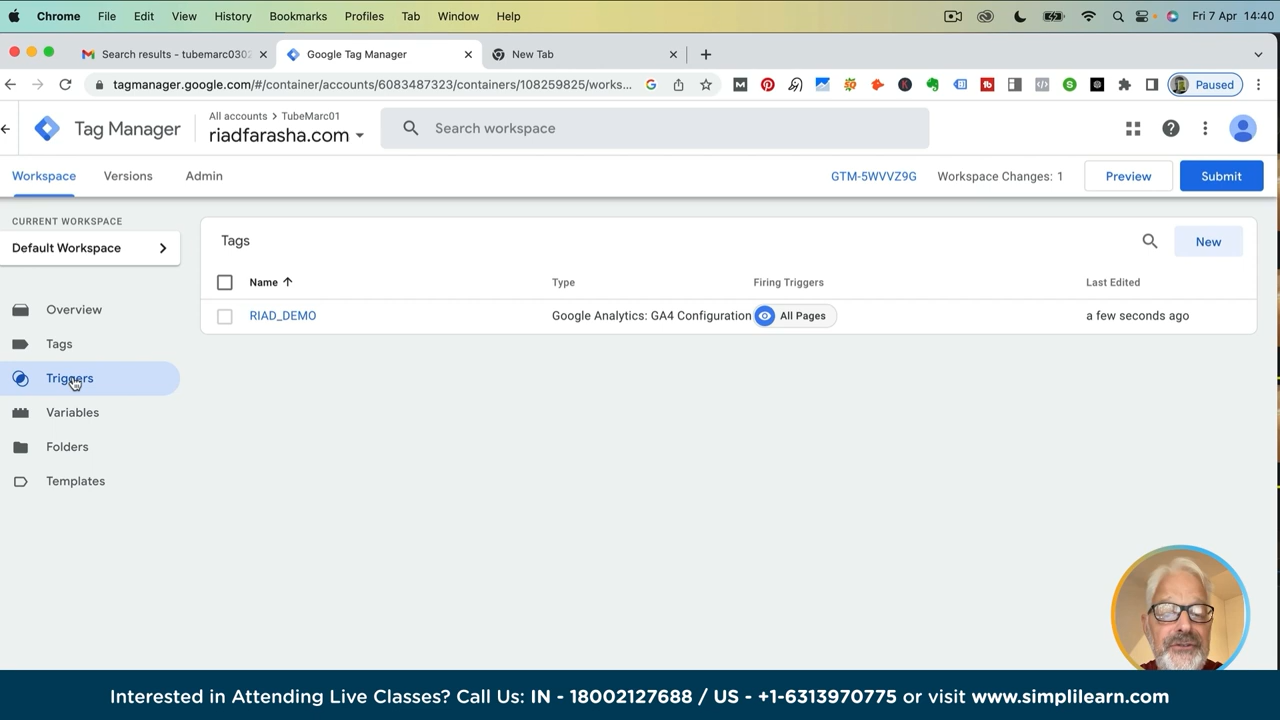 Chrome File Edit View History Bookmarks Profiles Tab Window Help Fri 7 Apr 14:40
Search results - tubemarc030 Google Tag Manager New Tab
tagmanager.google.com/#/container/accounts/6083487323/containers/108259825/works... Paused
All accounts > TubeMarc01
Tag Manager riadfarasha.com Search workspace
Workspace Versions Admin GTM-5WVVZ9G Workspace Changes: 1 Preview Submit
CURRENT WORKSPACE
Default Workspace
Overview
Tags
Triggers
Variables
Folders
Templates
Tags New
Name Type Firing Triggers Last Edited
RIAD_DEMO Google Analytics: GA4 Configuration All Pages a few seconds ago
Interested in Attending Live Classes? Call Us: IN - 18002127688 / US - +1-6313970775 or visit www.simplilearn.com